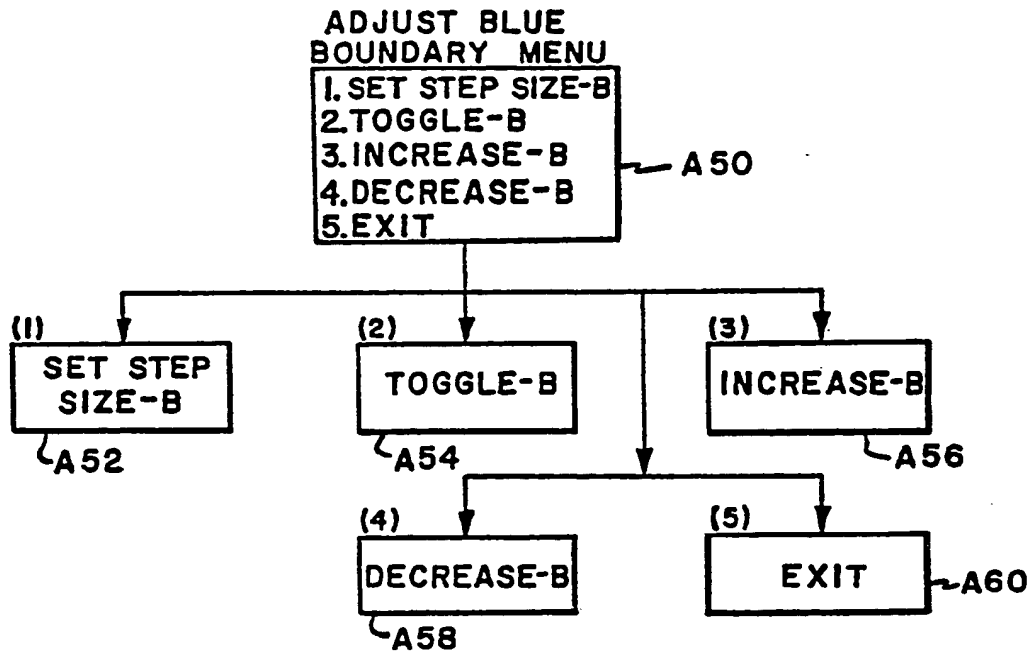 ADJUST BLUE
BOUNDARY MENU
1. SET STEP SIZE-B
2. TOGGLE-B
3. INCREASE-B
4. DECREASE-B
5. EXIT
A50
(1)
SET STEP
SIZE-B
A52
(2)
TOGGLE-B
A54
(3)
INCREASE-B
A56
(4)
DECREASE-B
A58
(5)
EXIT
A60